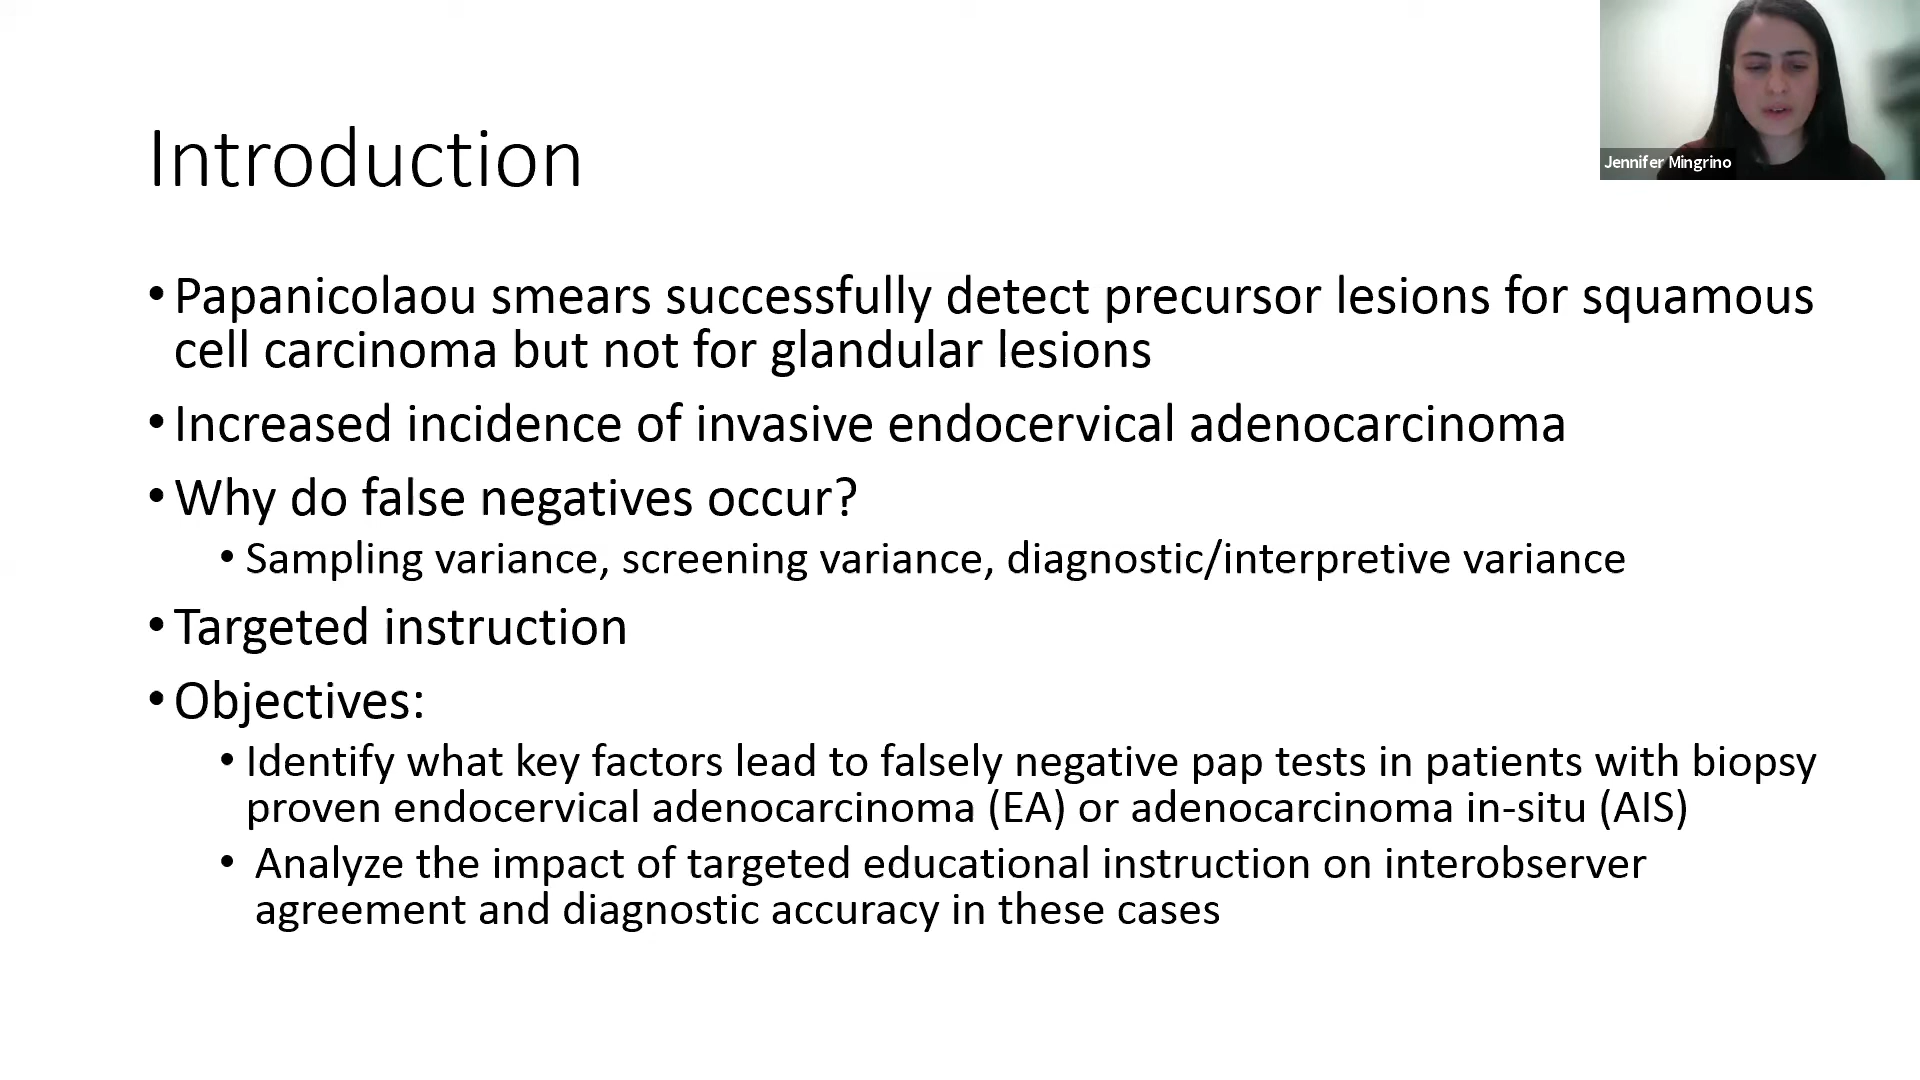 Jennifer Mingrino
Introduction
• Papanicolaou smears successfully detect precursor lesions for squamous
cell carcinoma but not for glandular lesions
• Increased incidence of invasive endocervical adenocarcinoma
• Why do false negatives occur?
• Sampling variance, screening variance, diagnostic/interpretive variance
• Targeted instruction
• Objectives:
• Identify what key factors lead to falsely negative pap tests in patients with biopsy
proven endocervical adenocarcinoma (EA) or adenocarcinoma in-situ (AIS)
• Analyze the impact of targeted educational instruction on interobserver
agreement and diagnostic accuracy in these cases